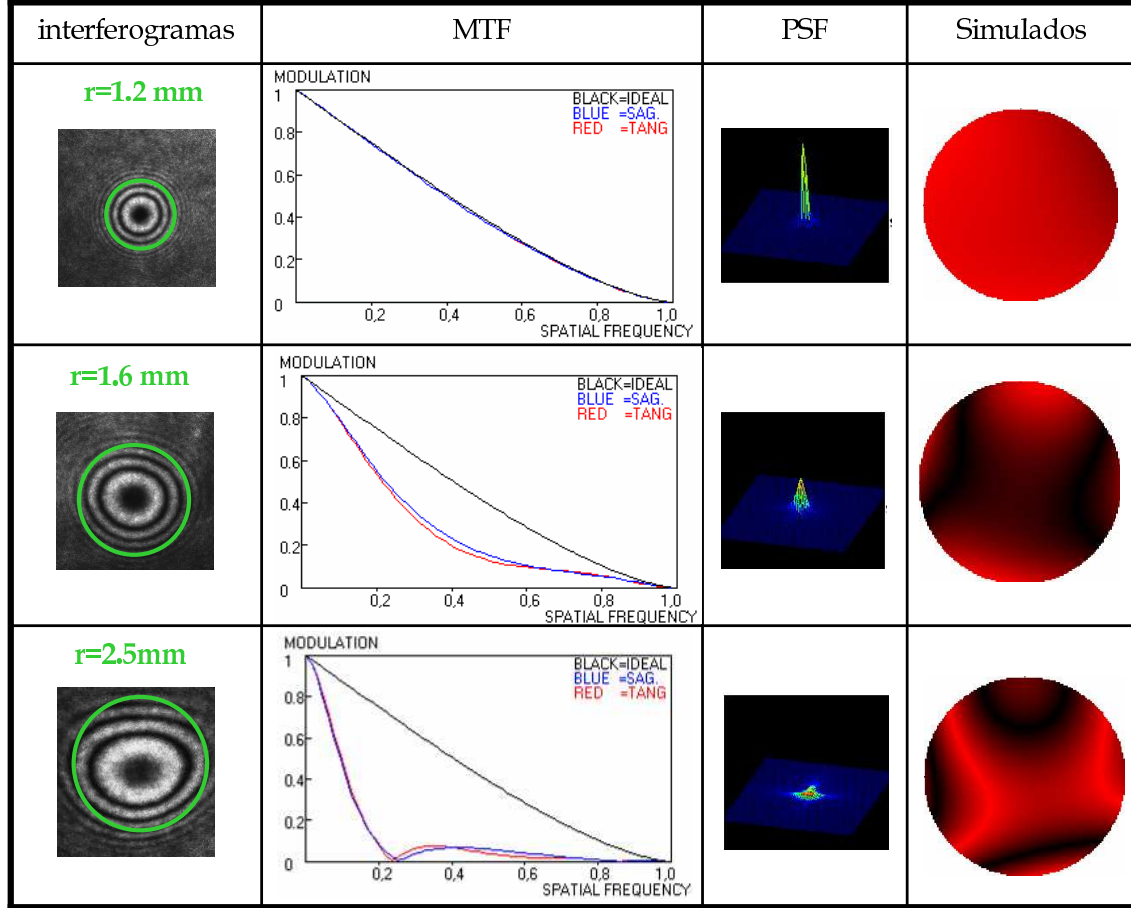 interferogramas MTF PSF Simulados
r=1.2 mm
MODULATION
BLACK=IDEAL
BLUE =SAG.
RED =TANG
1
0.8
0.6
0.4
0.2
0
0,2 0,4 0,6 0,8 1,0
SPATIAL FREQUENCY
r=1.6 mm
MODULATION
BLACK=IDEAL
BLUE =SAG.
RED =TANG
1
0.8
0.6
0.4
0.2
0
0,2 0,4 0,6 0,8 1,0
SPATIAL FREQUENCY
r=2.5mm
MODULATION
BLACK=IDEAL
BLUE =SAG.
RED =TANG
1
0.8
0.6
0.4
0.2
0
0,2 0,4 0,6 0,8 1,0
SPATIAL FREQUENCY